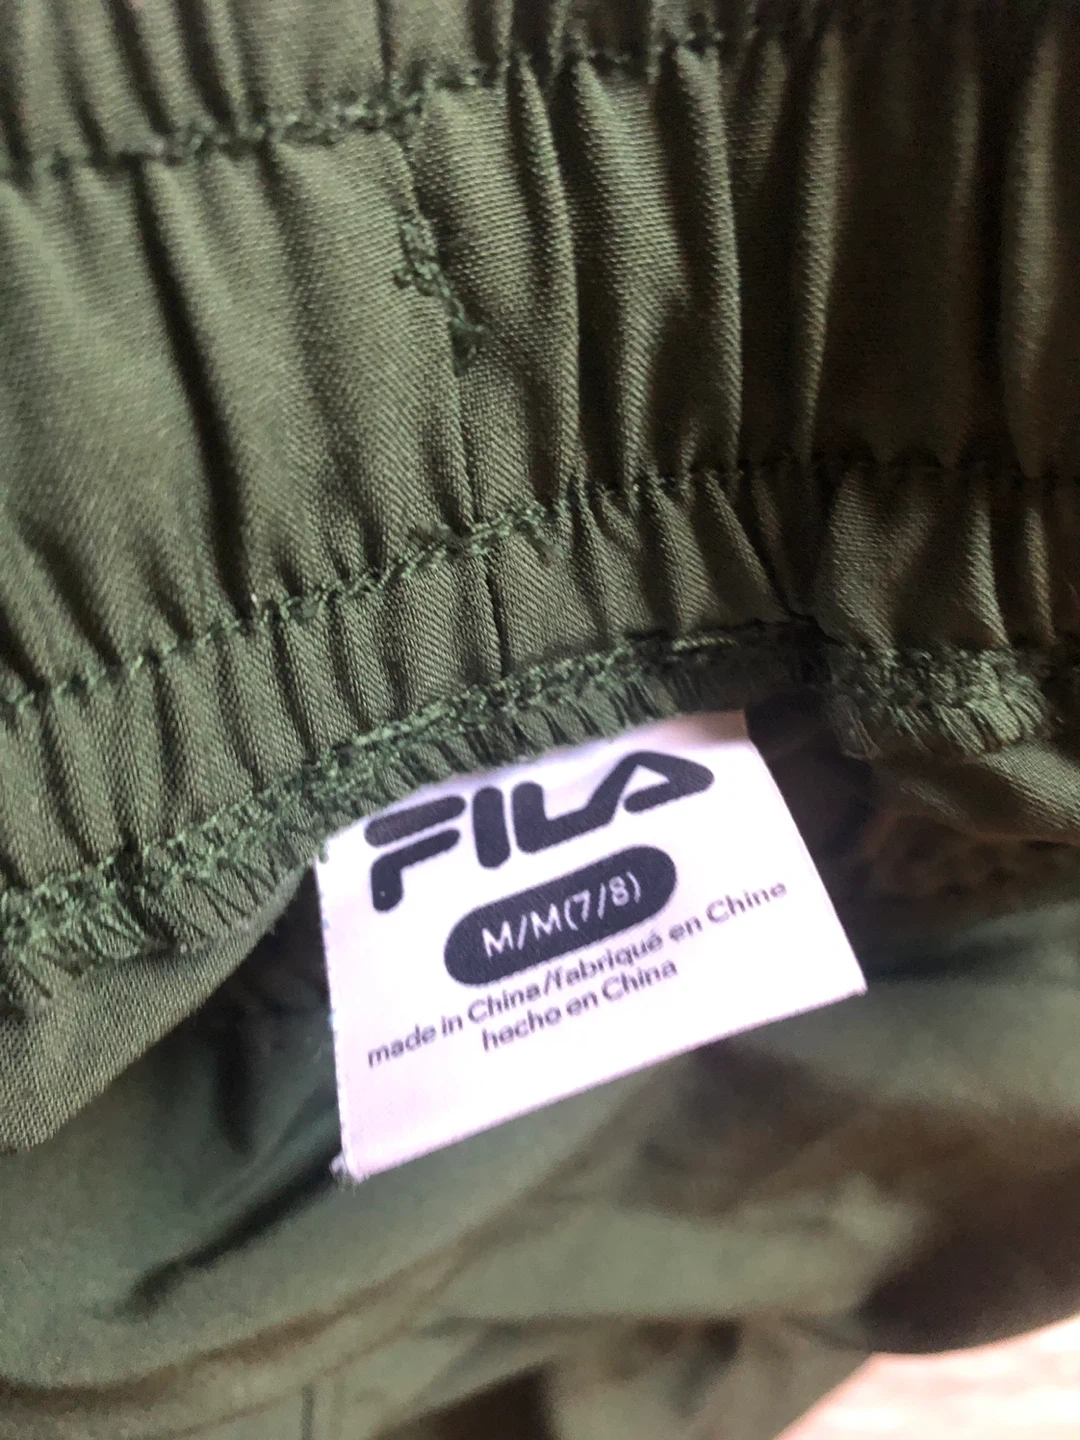 FILA
M/M(7/8)
made in China/fabriqué en Chine
hecho en China